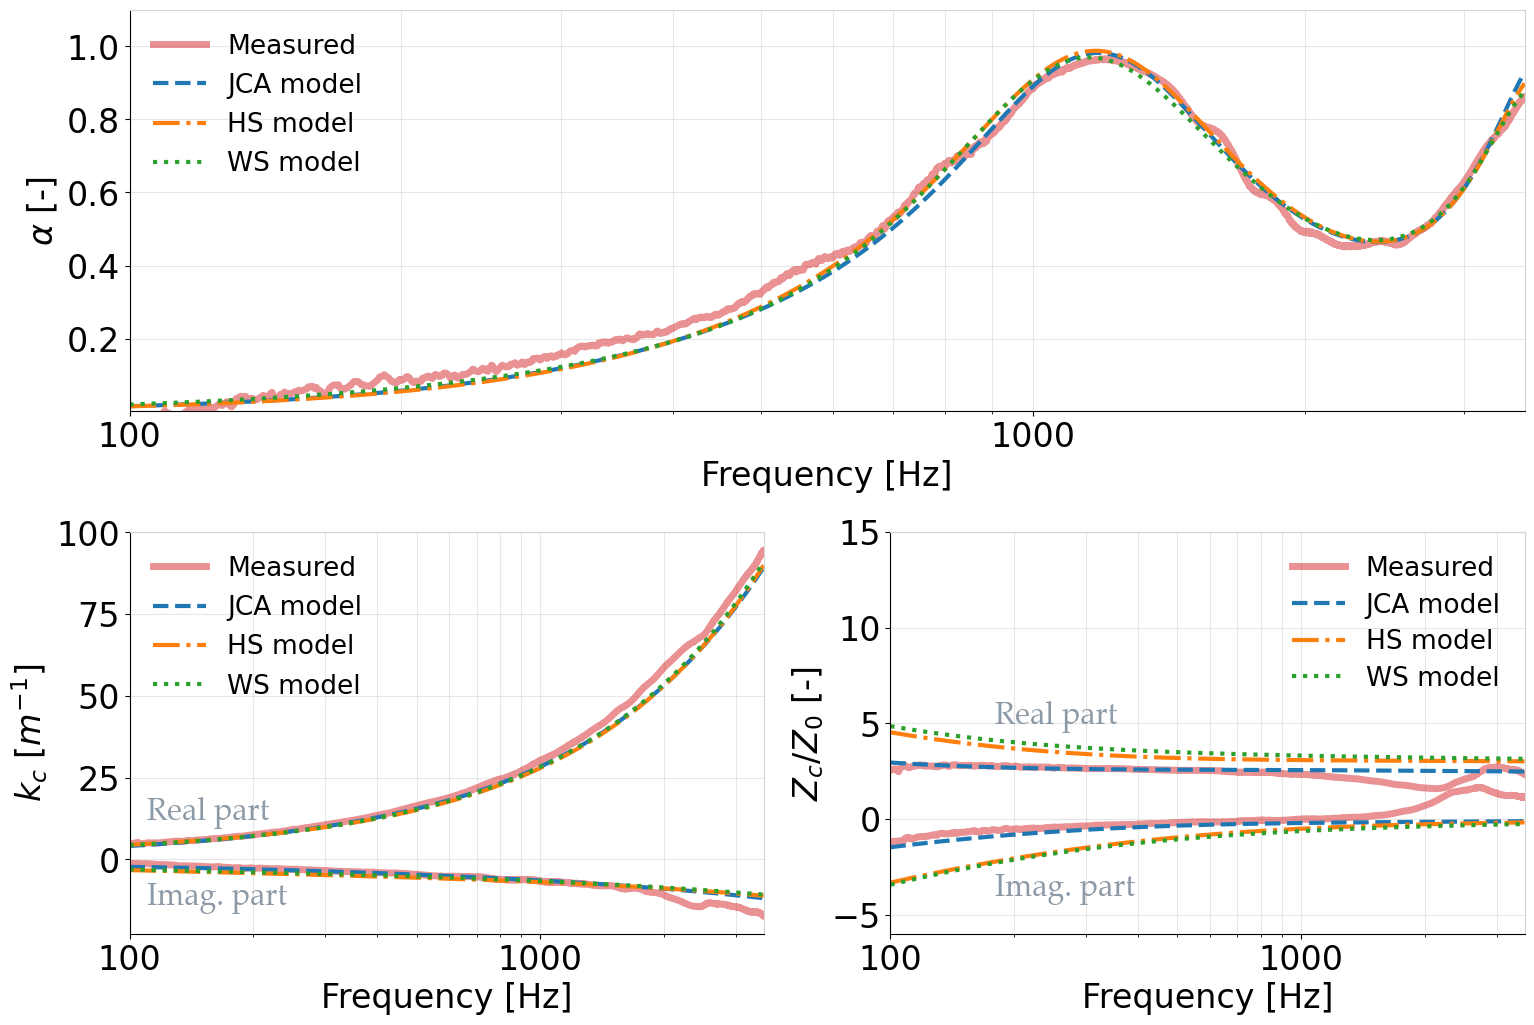 1.0
0.8
0.6
0.4
0.2
α [-]
Measured
JCA model
HS model
WS model
100
1000
Frequency [Hz]
100
75
50
25
0
k_c [m^{-1}]
Measured
JCA model
HS model
WS model
Real part
Imag. part
100
1000
Frequency [Hz]
15
10
5
0
−5
Z_c/Z_0 [-]
Measured
JCA model
HS model
WS model
Real part
Imag. part
100
1000
Frequency [Hz]